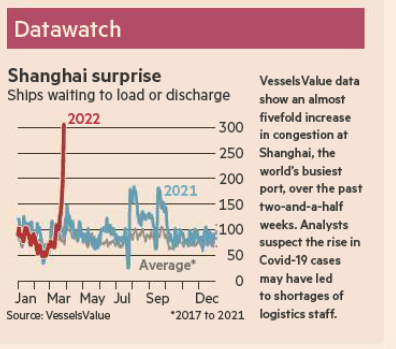 Datawatch
Shanghai surprise
Ships waiting to load or discharge
2022
300
250
200
2021
150
100
50
Average*
0
Jan Mar May Jul Sep Dec
Source: VesselsValue *2017 to 2021
VesselsValue data
show an almost
fivefold increase
in congestion at
Shanghai, the
world's busiest
port, over the past
two-and-a-half
weeks. Analysts
suspect the rise in
Covid-19 cases
may have led
to shortages of
logistics staff.